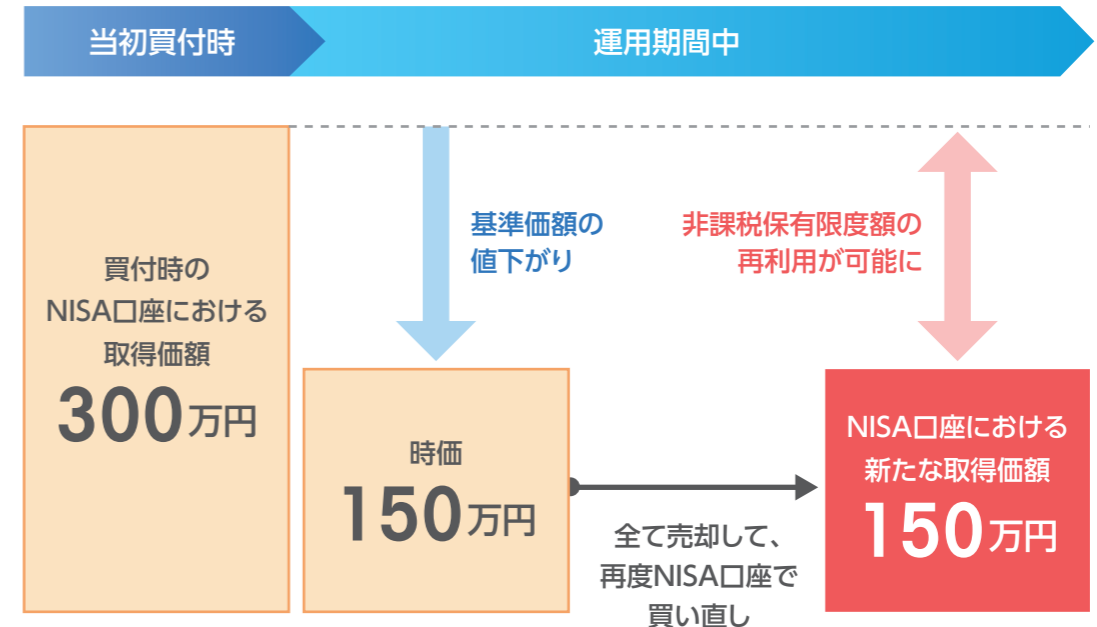 当初買付時
運用期間中
買付時の
NISA口座における
取得価額
300万円
基準価額の
値下がり
時価
150万円
全て売却して、
再度NISA口座で
買い直し
非課税保有限度額の
再利用が可能に
NISA口座における
新たな取得価額
150万円